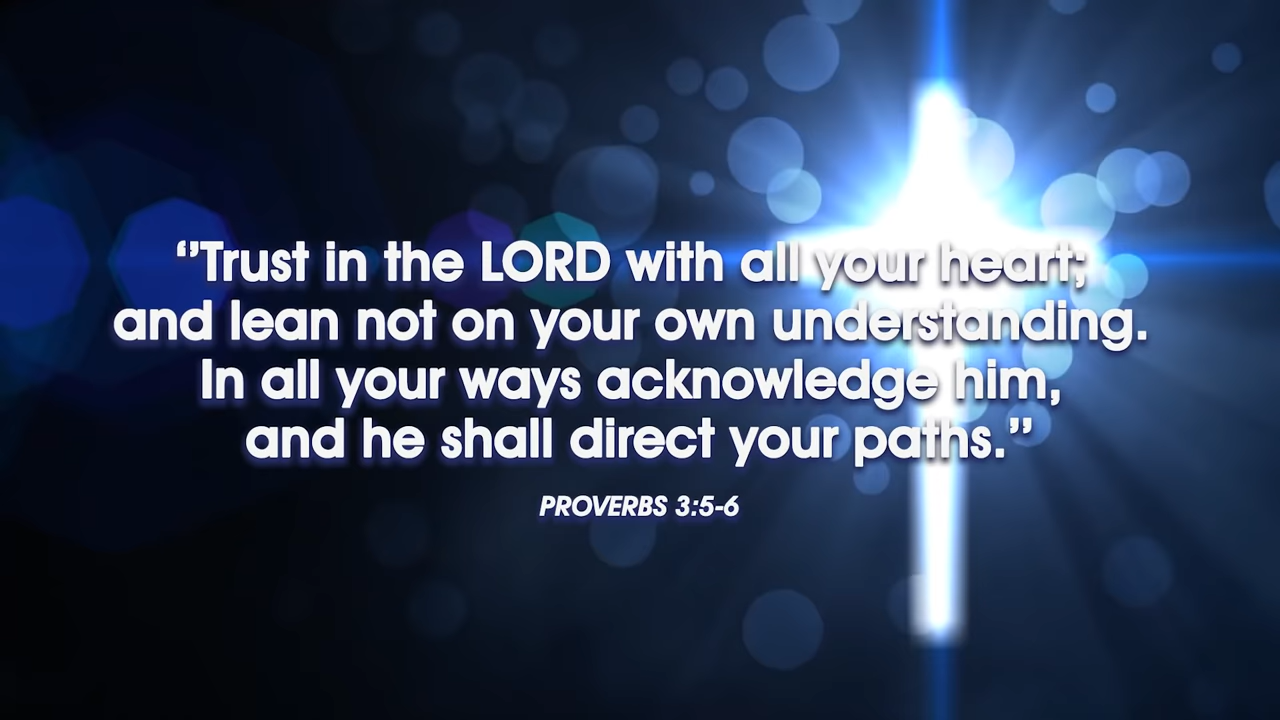 “Trust in the LORD with all your heart;
and lean not on your own understanding.
In all your ways acknowledge him,
and he shall direct your paths.”
PROVERBS 3:5-6